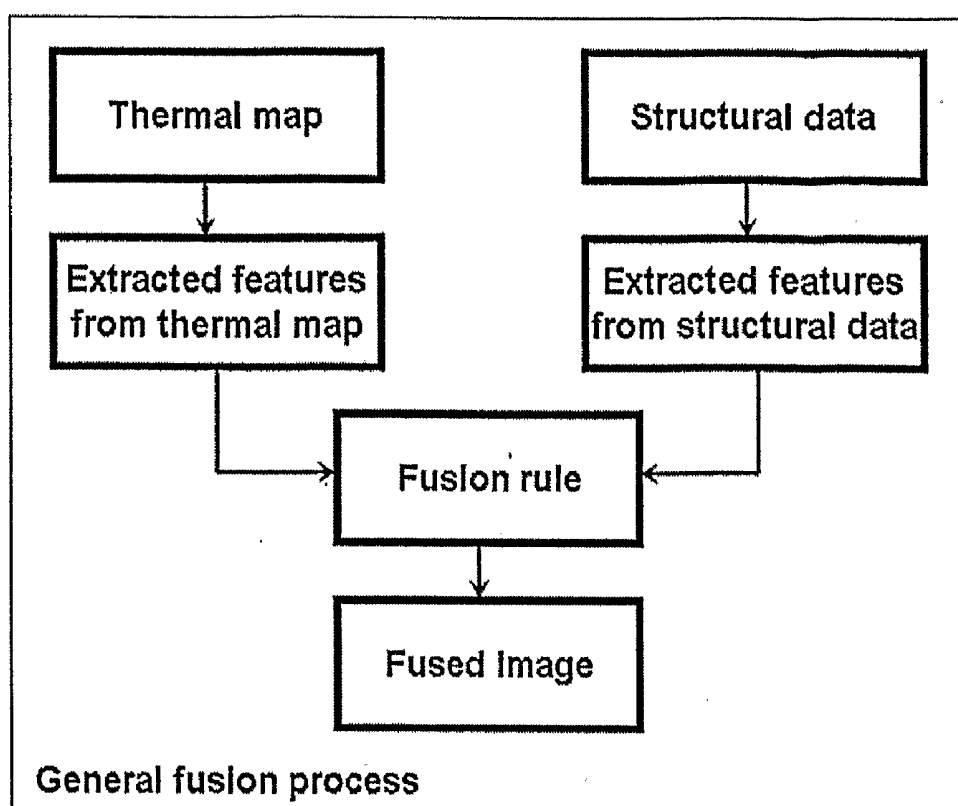 Thermal map
Structural data
Extracted features
from thermal map
Extracted features
from structural data
Fusion rule
Fused Image
General fusion process